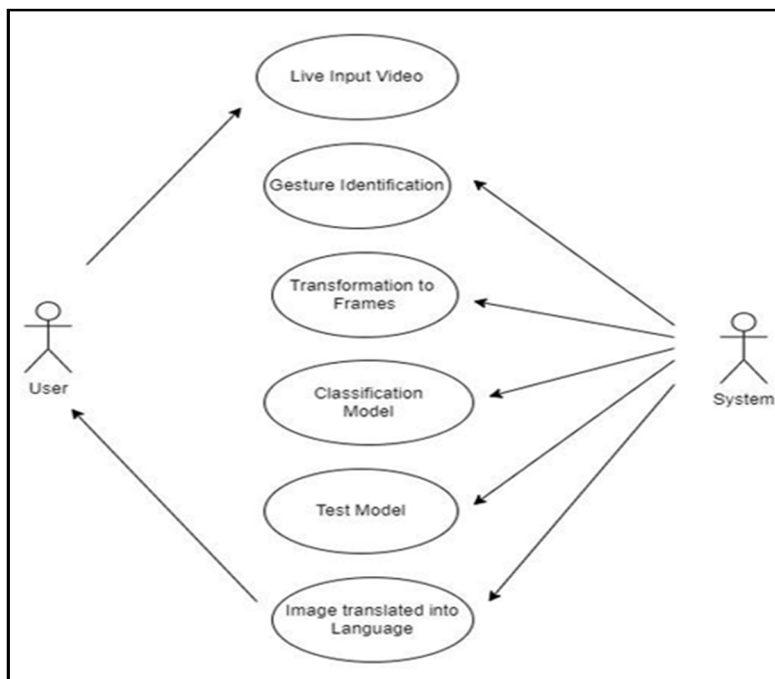 Live Input Video
Gesture Identification
Transformation to
Frames
User
Classification
Model
System
Test Model
Image translated into
Language